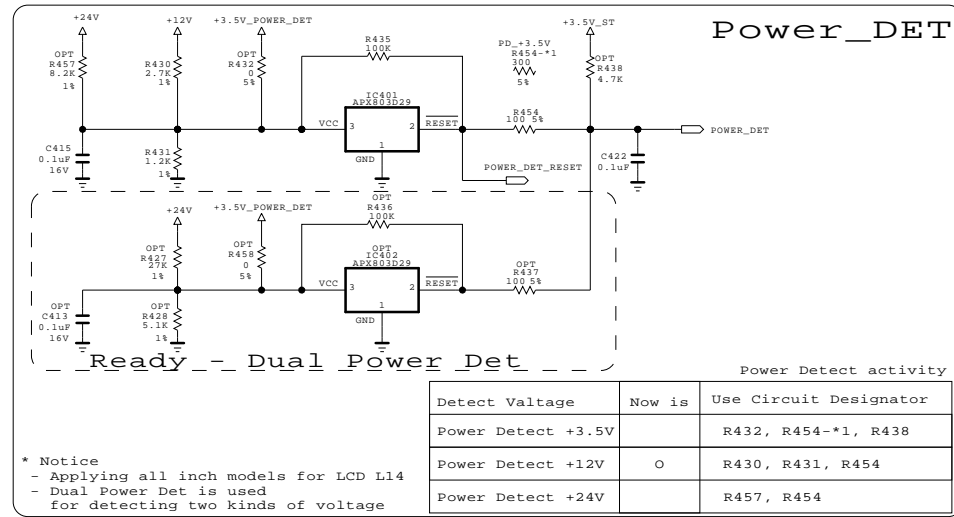 Power_DET
+24V
+12V
+3.5V_POWER_DET
+3.5V_ST
OPT
R457
8.2K
1%
R430
2.7K
1%
OPT
R432
0
5%
R435
100K
PD_+3.5V
R454-*1
300
5%
OPT
R438
4.7K
IC401
APX803D29
VCC
3
2
RESET
1
GND
R454
100 5%
POWER_DET
C415
0.1uF
16V
R431
1.2K
1%
POWER_DET_RESET
C422
0.1uF
+24V
+3.5V_POWER_DET
OPT
R436
100K
OPT
R427
27K
1%
OPT
R458
0
5%
OPT
IC402
APX803D29
VCC
3
2
RESET
1
GND
OPT
R437
100 5%
OPT
C413
0.1uF
16V
OPT
R428
5.1K
1%
Ready - Dual Power Det
Power Detect activity
Detect Valtage Now is Use Circuit Designator
Power Detect +3.5V R432, R454-*1, R438
Power Detect +12V O R430, R431, R454
Power Detect +24V R457, R454
* Notice
- Applying all inch models for LCD L14
- Dual Power Det is used
for detecting two kinds of voltage